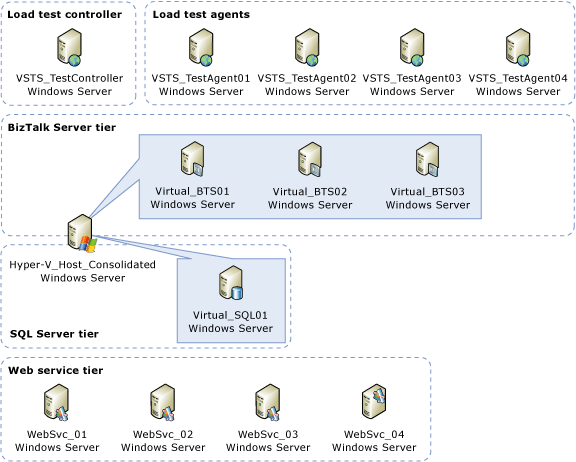 Load test controller
Load test agents
VSTS_TestController
Windows Server
VSTS_TestAgent01
Windows Server
VSTS_TestAgent02
Windows Server
VSTS_TestAgent03
Windows Server
VSTS_TestAgent04
Windows Server
BizTalk Server tier
Virtual_BTS01
Windows Server
Virtual_BTS02
Windows Server
Virtual_BTS03
Windows Server
Hyper-V_Host_Consolidated
Windows Server
Virtual_SQL01
Windows Server
SQL Server tier
Web service tier
WebSvc_01
Windows Server
WebSvc_02
Windows Server
WebSvc_03
Windows Server
WebSvc_04
Windows Server